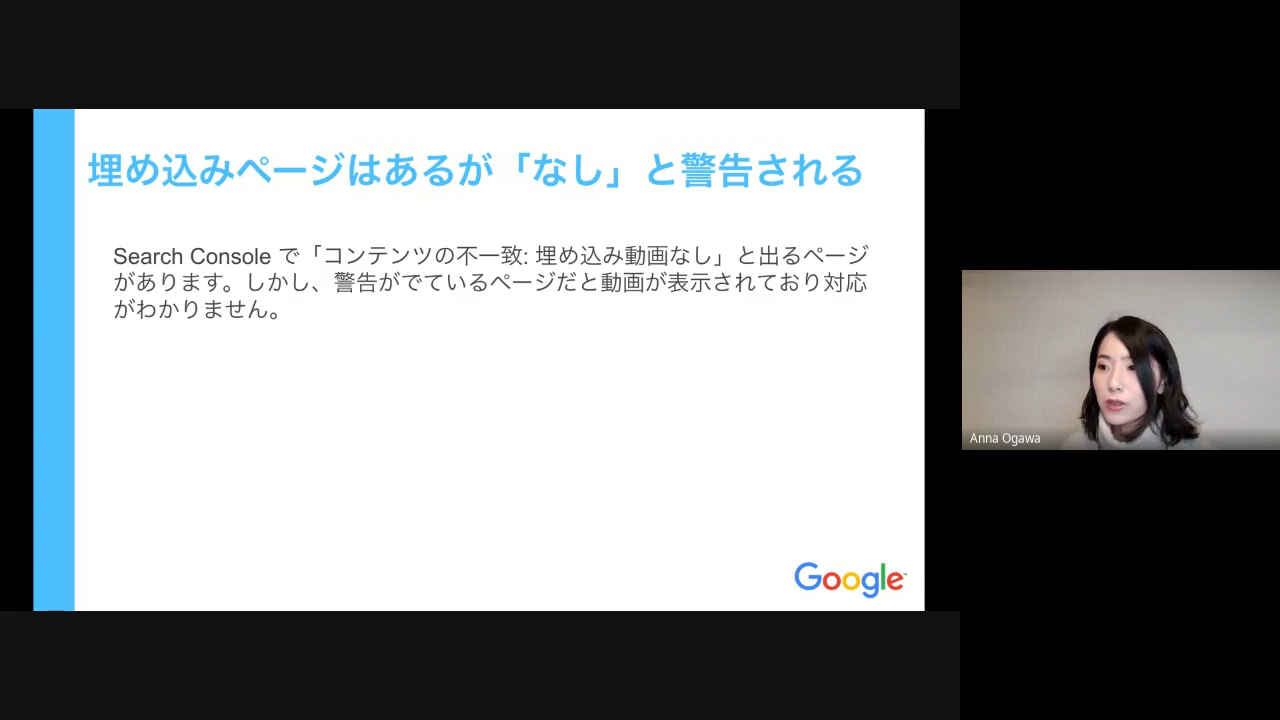 埋め込みページはあるが「なし」と警告される
Search Console で「コンテンツの不一致: 埋め込み動画なし」と出るページ
があります。しかし、警告がでているページだと動画が表示されており対応
がわかりません。
Google
Anna Ogawa